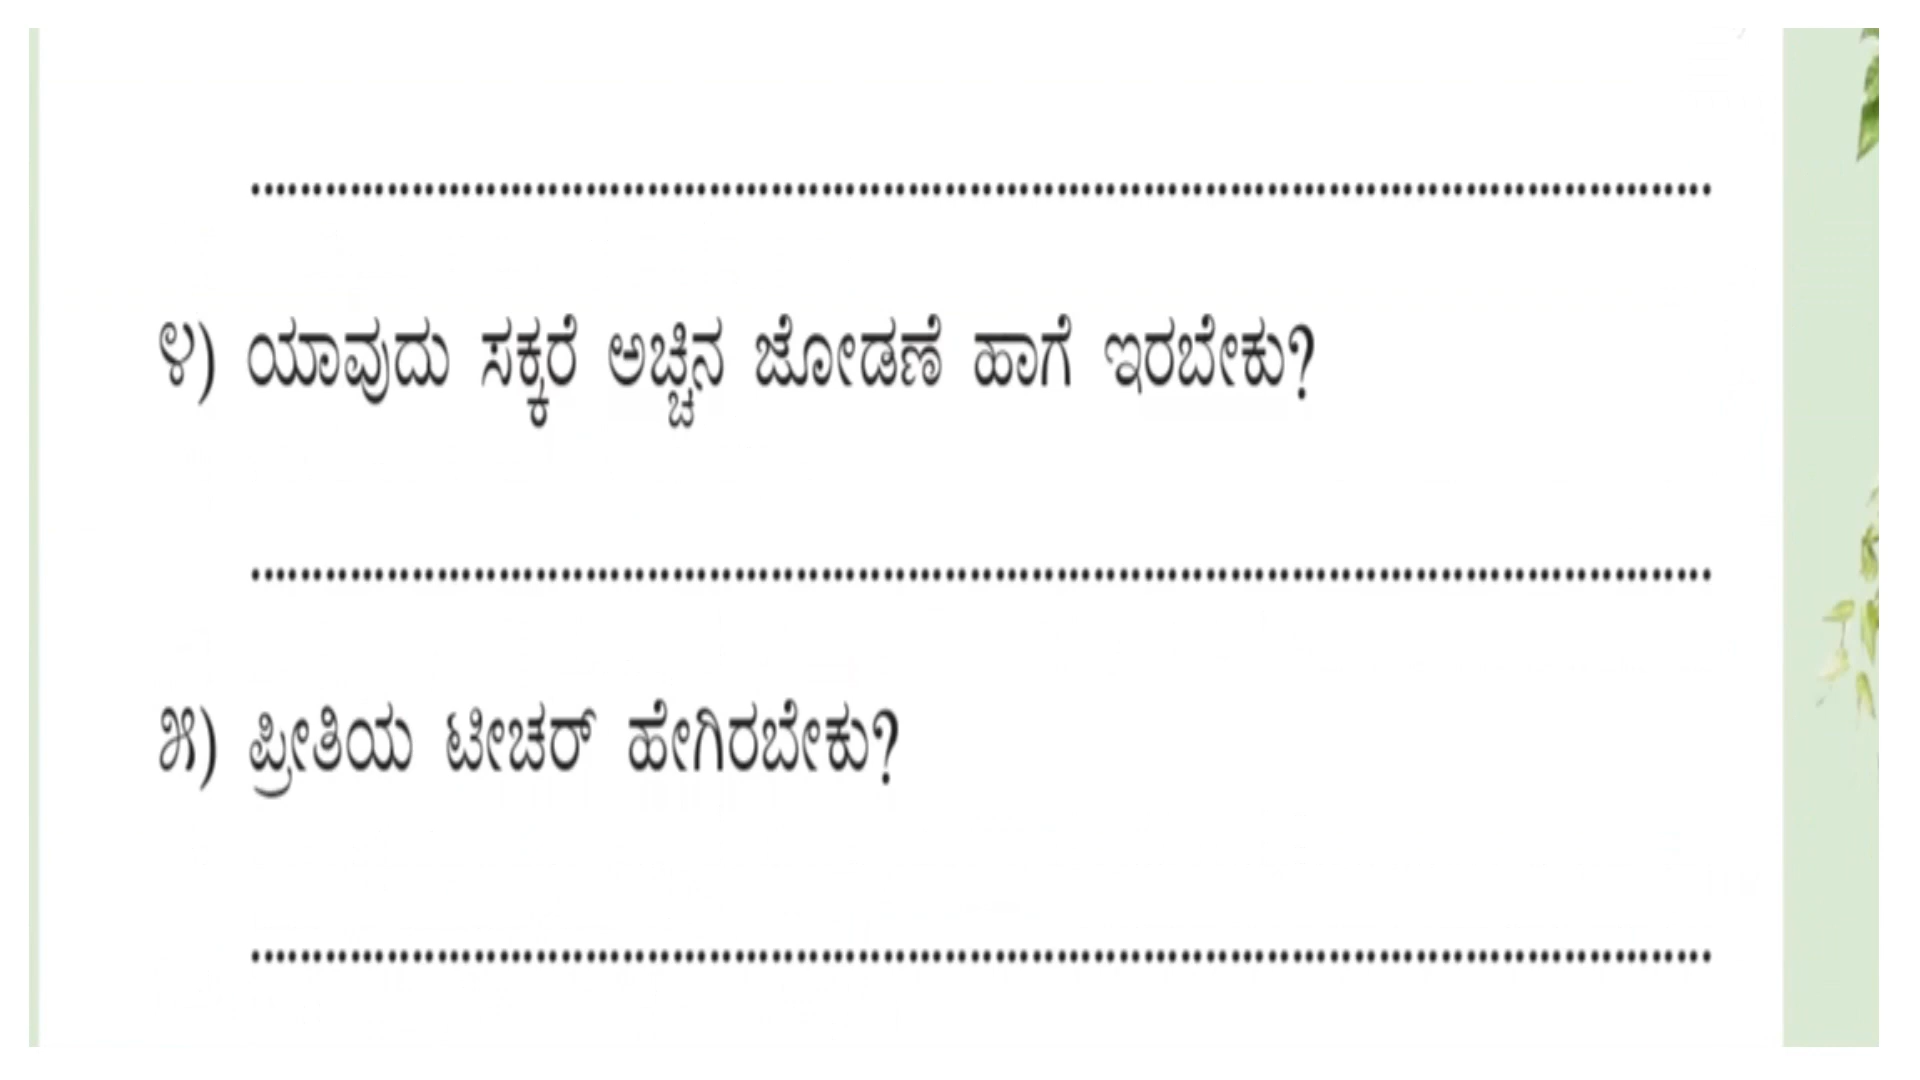 ೪) ಯಾವುದು ಸಕ್ಕರೆ ಅಚ್ಚಿನ ಜೋಡಣೆ ಹಾಗೆ ಇರಬೇಕು?
೫) ಪ್ರೀತಿಯ ಟೀಚರ್ ಹೇಗಿರಬೇಕು?